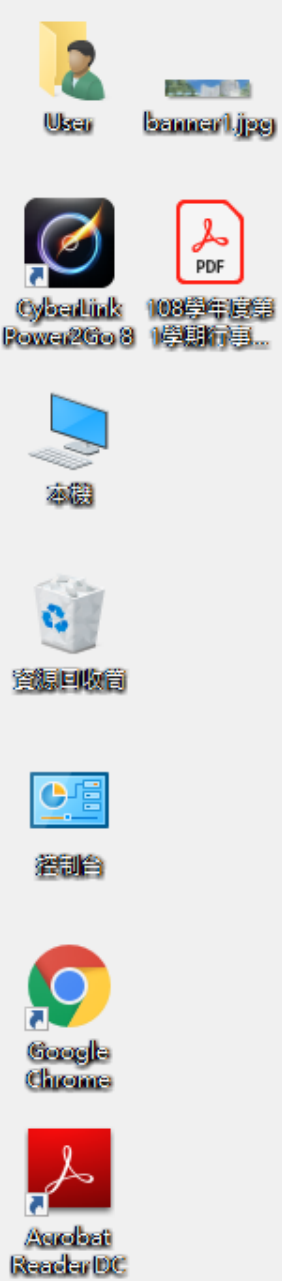 User
banner1.jpg
CyberLink
Power2Go 8
PDF
108學年度第
1學期行事...
本機
資源回收筒
控制台
Google
Chrome
Acrobat
Reader DC